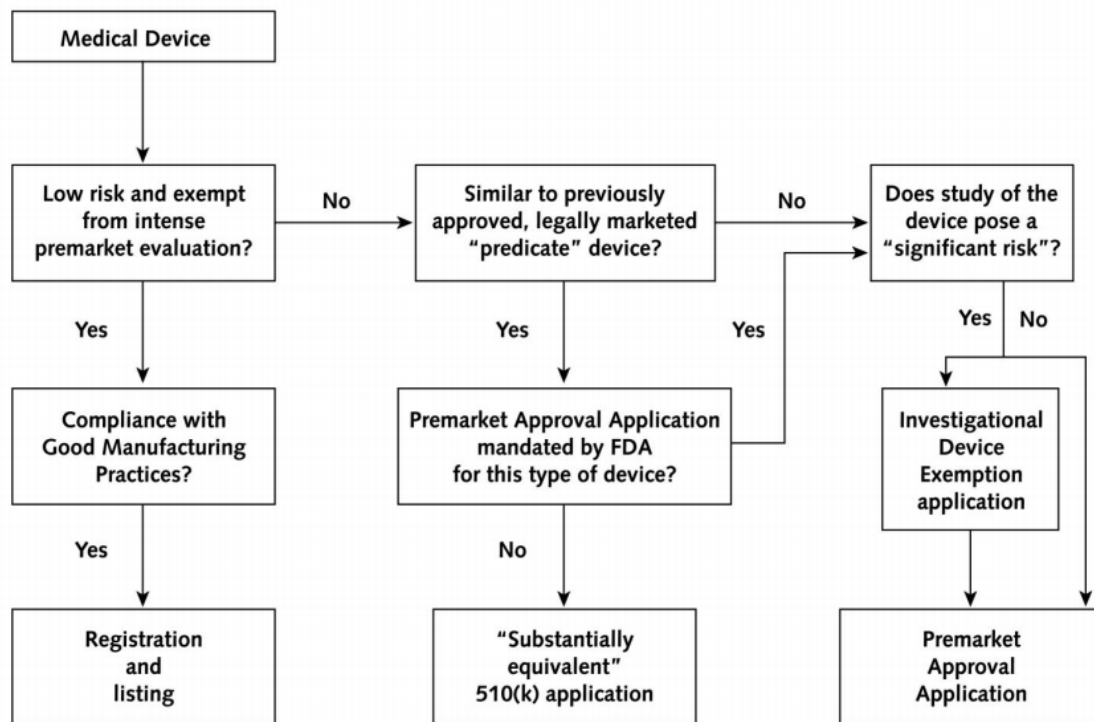 Medical Device
Low risk and exempt
from intense
premarket evaluation?
No
Similar to previously
approved, legally marketed
“predicate” device?
No
Does study of the
device pose a
“significant risk”?
Yes
Yes
Yes
Yes
No
Compliance with
Good Manufacturing
Practices?
Premarket Approval Application
mandated by FDA
for this type of device?
Investigational
Device
Exemption
application
Yes
No
Registration
and
listing
“Substantially
equivalent”
510(k) application
Premarket
Approval
Application